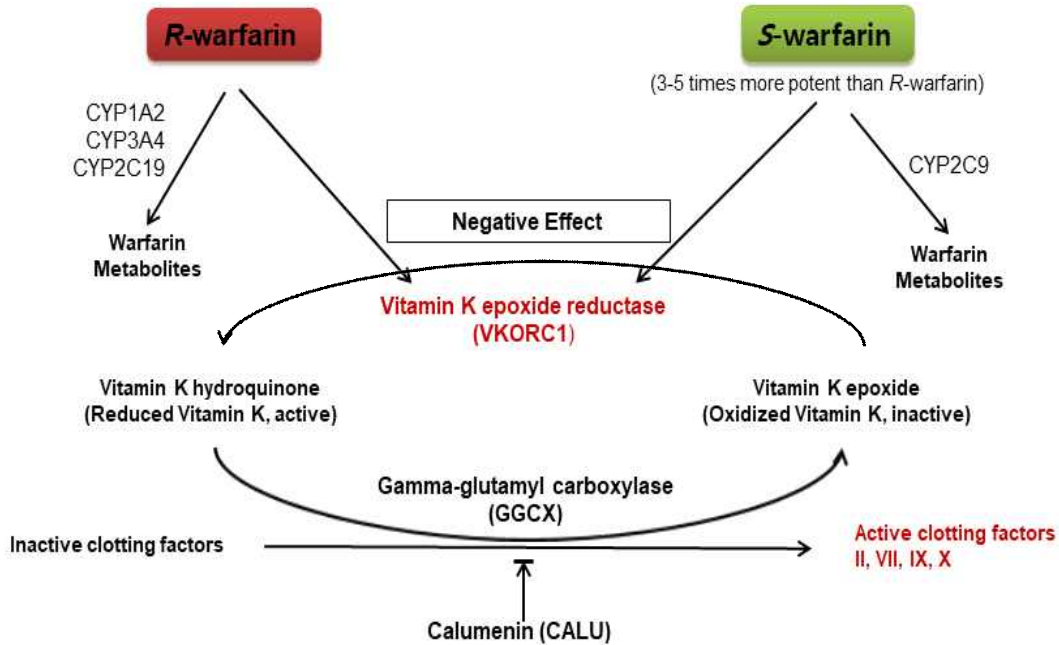 R-warfarin
S-warfarin
(3-5 times more potent than R-warfarin)
CYP1A2
CYP3A4
CYP2C19
CYP2C9
Negative Effect
Warfarin
Metabolites
Warfarin
Metabolites
Vitamin K epoxide reductase
(VKORC1)
Vitamin K hydroquinone
(Reduced Vitamin K, active)
Vitamin K epoxide
(Oxidized Vitamin K, inactive)
Gamma-glutamyl carboxylase
(GGCX)
Inactive clotting factors
Active clotting factors
II, VII, IX, X
Calumenin (CALU)